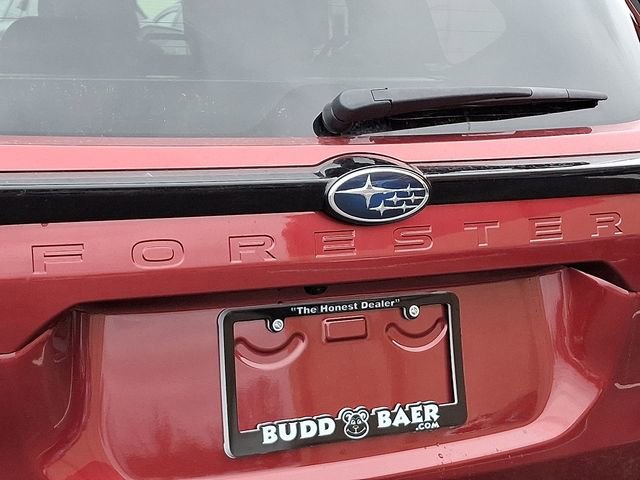 FORESTER
"The Honest Dealer"
BUDD BAER
.COM